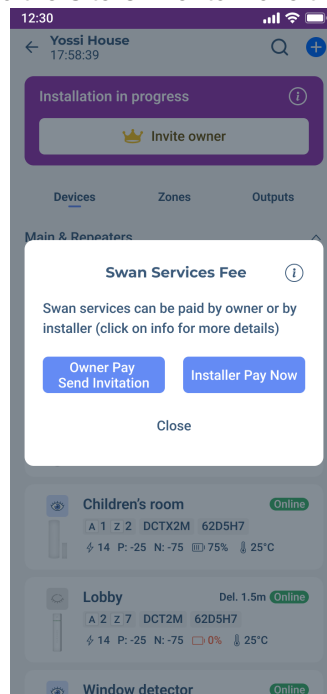 12:30
Yossi House
17:58:39
Installation in progress
Invite owner
Devices Zones Outputs
Main & Repeaters
Swan Services Fee
Swan services can be paid by owner or by
installer (click on info for more details)
Owner Pay
Send Invitation
Installer Pay Now
Close
Children's room Online
A 1 Z 2 DCTX2M 62D5H7
14 P: -25 N: -75 75% 25°C
Lobby Del. 1.5m Online
A 2 Z 7 DCT2M 62D5H7
14 P: -25 N: -75 0% 25°C
Window detector Online